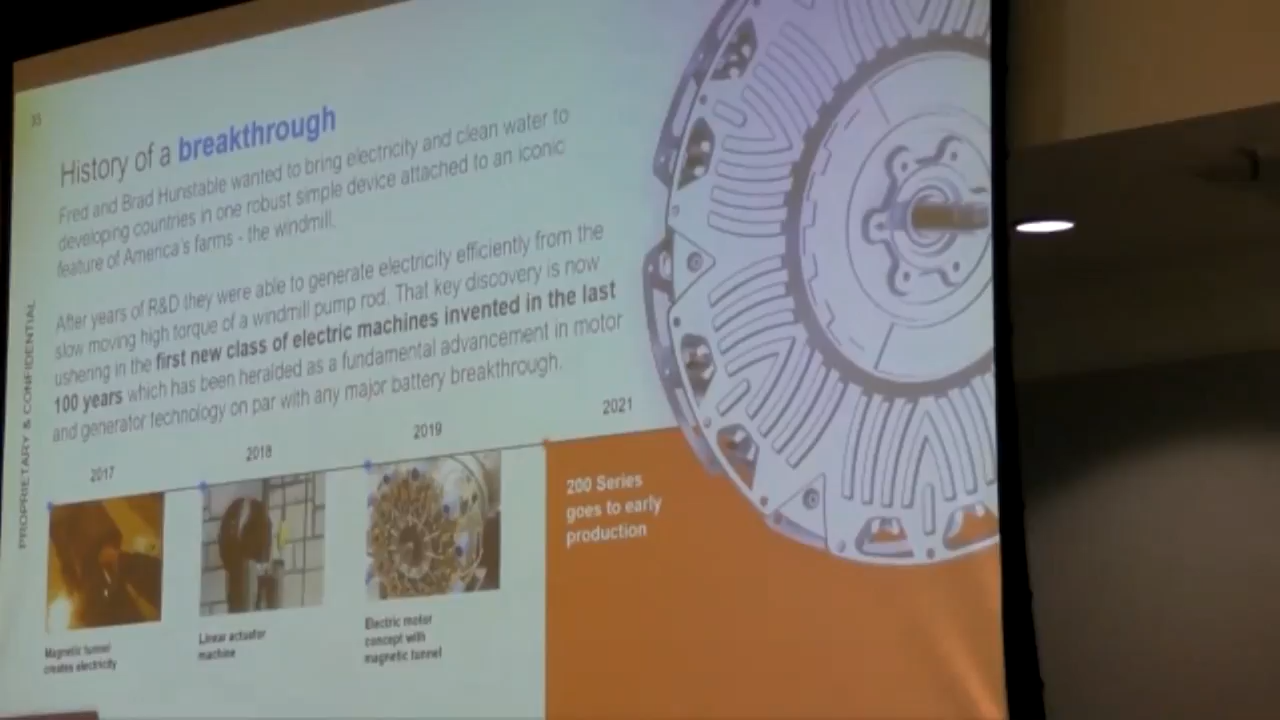 33
History of a breakthrough
Fred and Brad Hunstable wanted to bring electricity and clean water to
developing countries in one robust simple device attached to an iconic
feature of America's farms - the windmill.
After years of R&D they were able to generate electricity efficiently from the
slow moving high torque of a windmill pump rod. That key discovery is now
ushering in the first new class of electric machines invented in the last
100 years which has been heralded as a fundamental advancement in motor
and generator technology on par with any major battery breakthrough.
PROPRIETARY & CONFIDENTIAL
2017
2018
2019
2021
Magnetic tunnel
creates electricity
Linear actuator
machine
Electric motor
concept with
magnetic tunnel
200 Series
goes to early
production